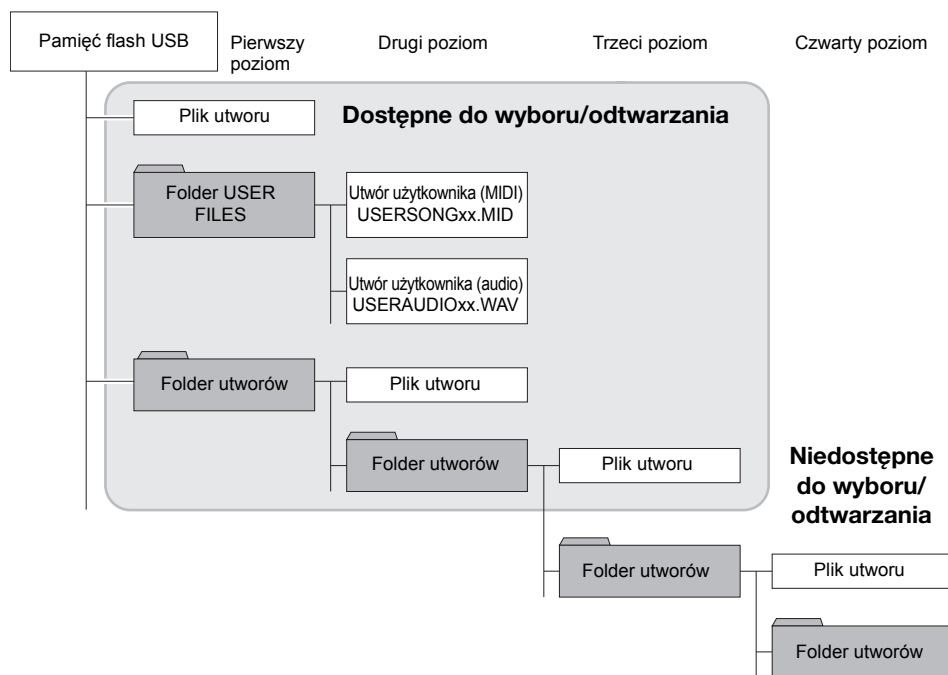 Pamięć flash USB
Pierwszy
poziom
Drugi poziom
Trzeci poziom
Czwarty poziom
Plik utworu
Dostępne do wyboru/odtwarzania
Folder USER
FILES
Utwór użytkownika (MIDI)
USERSONGxx.MID
Utwór użytkownika (audio)
USERAUDIOxx.WAV
Folder utworów
Plik utworu
Folder utworów
Plik utworu
Niedostępne
do wyboru/
odtwarzania
Folder utworów
Plik utworu
Folder utworów